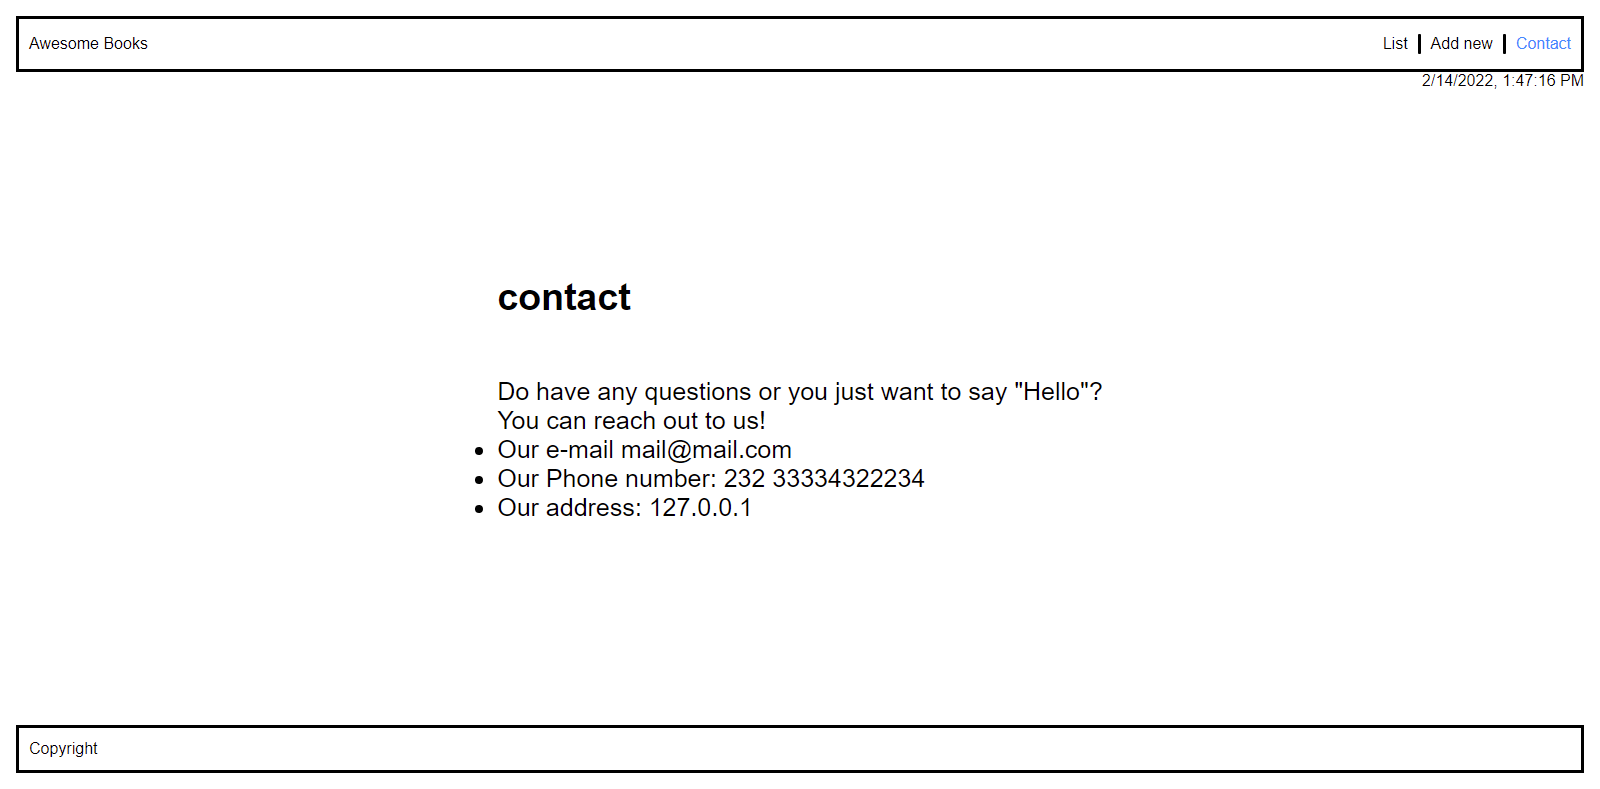 Awesome Books
List
Add new
Contact
2/14/2022, 1:47:16 PM
contact
Do have any questions or you just want to say "Hello"?
You can reach out to us!
Our e-mail mail@mail.com
Our Phone number: 232 33334322234
Our address: 127.0.0.1
Copyright